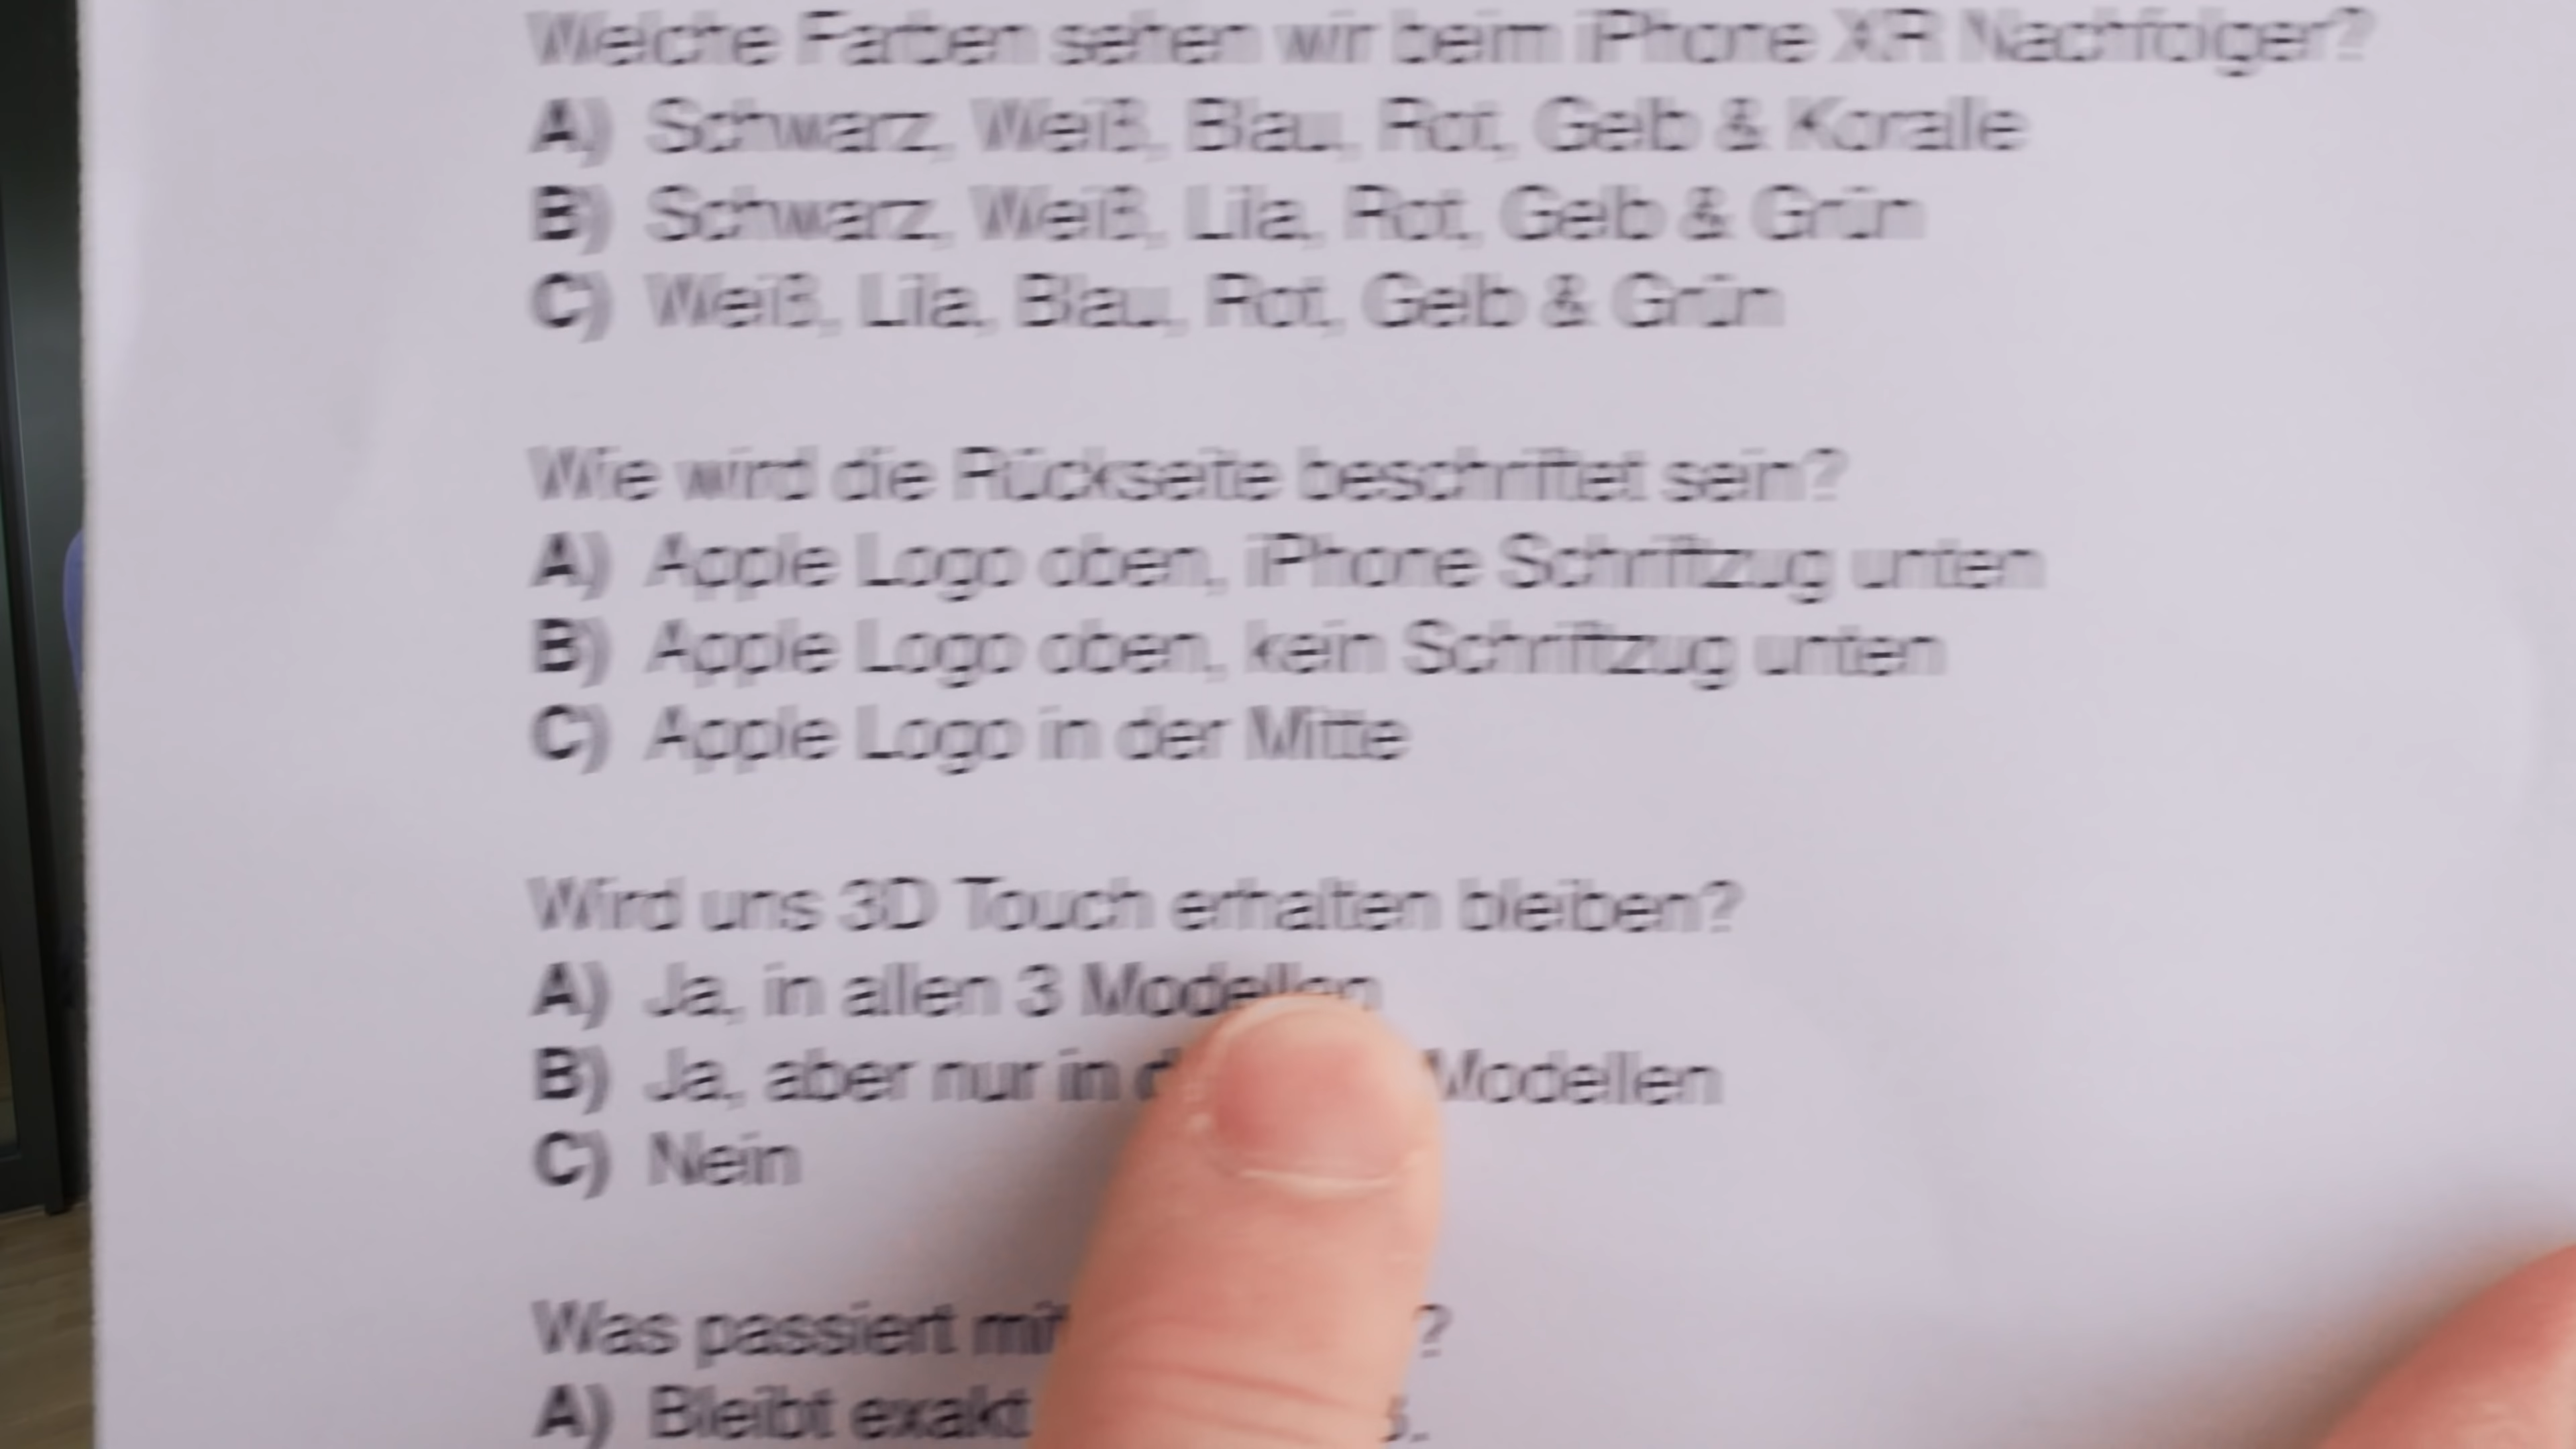 Welche Farben sehen wir beim iPhone XR Nachfolger?
A) Schwarz, Weiß, Blau, Rot, Gelb & Koralle
B) Schwarz, Weiß, Lila, Rot, Gelb & Grün
C) Weiß, Lila, Blau, Rot, Gelb & Grün
Wie wird die Rückseite beschriftet sein?
A) Apple Logo oben, iPhone Schriftzug unten
B) Apple Logo oben, kein Schriftzug unten
C) Apple Logo in der Mitte
Wird uns 3D Touch erhalten bleiben?
A) Ja, in allen 3 Modellen
B) Ja, aber nur in Modellen
C) Nein
Was passiert mit ?
A) Bleibt exakt